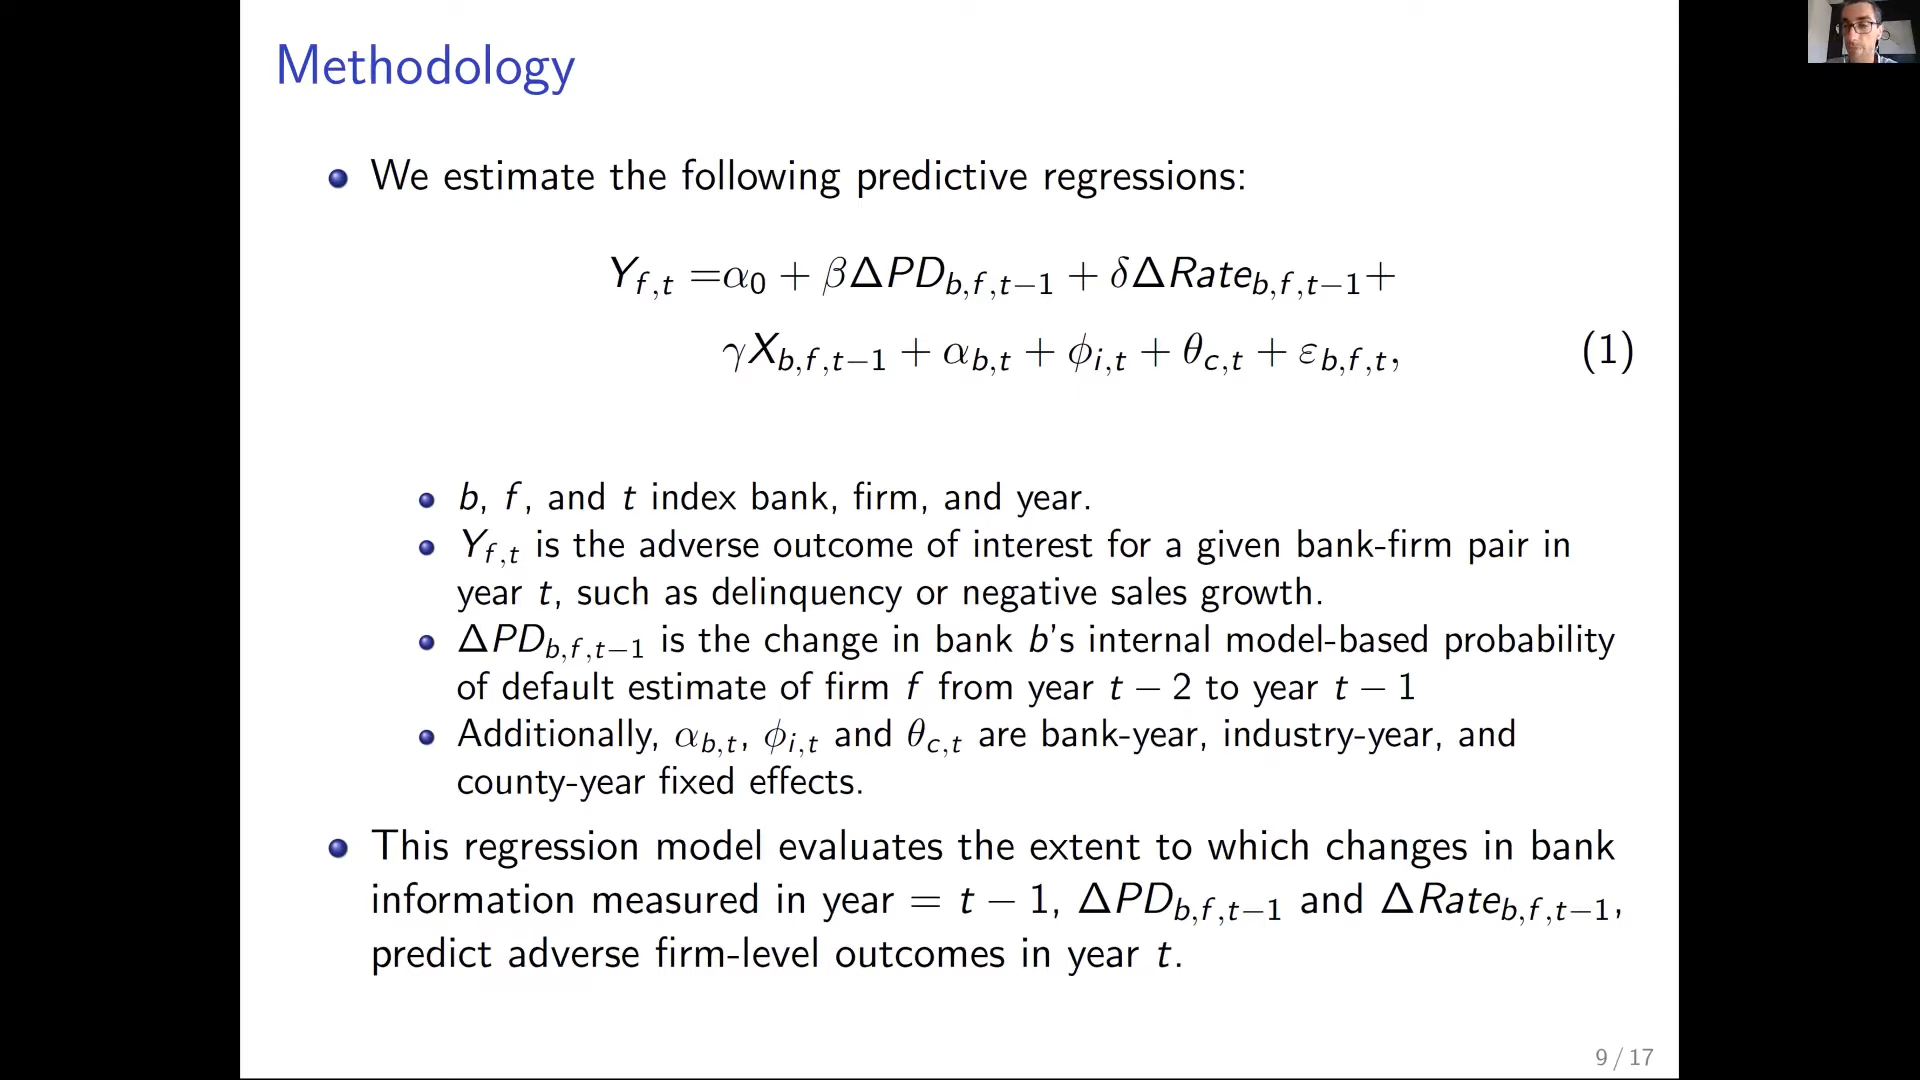 Methodology
We estimate the following predictive regressions:
Y_{f,t} =α_0 + βΔPD_{b,f,t−1} + δΔRate_{b,f,t−1}+
γX_{b,f,t−1} + α_{b,t} + ϕ_{i,t} + θ_{c,t} + ε_{b,f,t}, (1)
b, f, and t index bank, firm, and year.
Y_{f,t} is the adverse outcome of interest for a given bank-firm pair in
year t, such as delinquency or negative sales growth.
ΔPD_{b,f,t−1} is the change in bank b's internal model-based probability
of default estimate of firm f from year t − 2 to year t − 1
Additionally, α_{b,t}, ϕ_{i,t} and θ_{c,t} are bank-year, industry-year, and
county-year fixed effects.
This regression model evaluates the extent to which changes in bank
information measured in year = t − 1, ΔPD_{b,f,t−1} and ΔRate_{b,f,t−1},
predict adverse firm-level outcomes in year t.
9 / 17